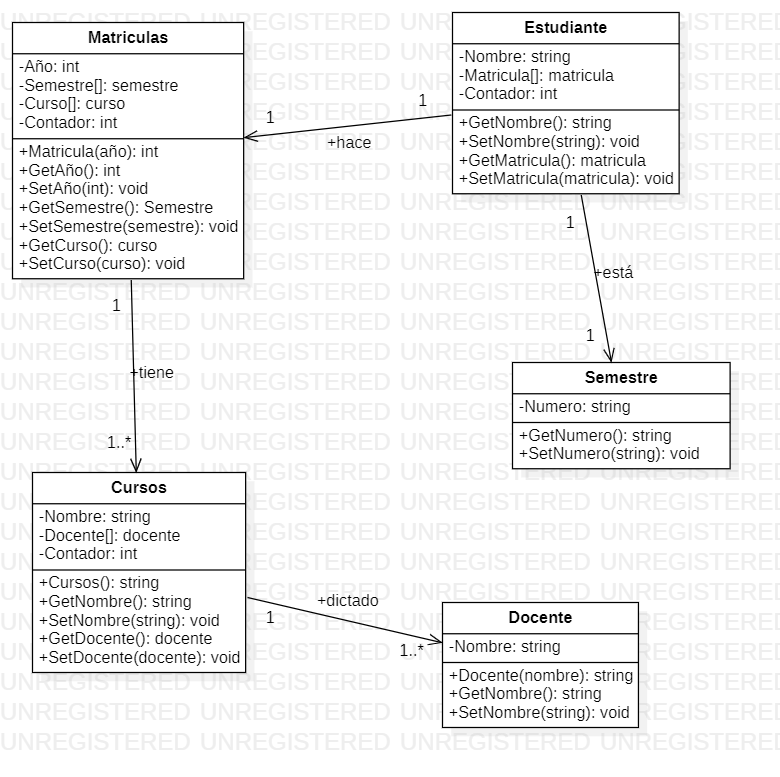 Matriculas
-Año: int
-Semestre[]: semestre
-Curso[]: curso
-Contador: int
+Matricula(año): int
+GetAño(): int
+SetAño(int): void
+GetSemestre(): Semestre
+SetSemestre(semestre): void
+GetCurso(): curso
+SetCurso(curso): void
Estudiante
-Nombre: string
-Matricula[]: matricula
-Contador: int
+GetNombre(): string
+SetNombre(string): void
+GetMatricula(): matricula
+SetMatricula(matricula): void
1
1
+hace
1
+está
1
1
+tiene
1..*
Semestre
-Numero: string
+GetNumero(): string
+SetNumero(string): void
Cursos
-Nombre: string
-Docente[]: docente
-Contador: int
+Cursos(): string
+GetNombre(): string
+SetNombre(string): void
+GetDocente(): docente
+SetDocente(docente): void
+dictado
1
1..*
Docente
-Nombre: string
+Docente(nombre): string
+GetNombre(): string
+SetNombre(string): void
UNREGISTERED